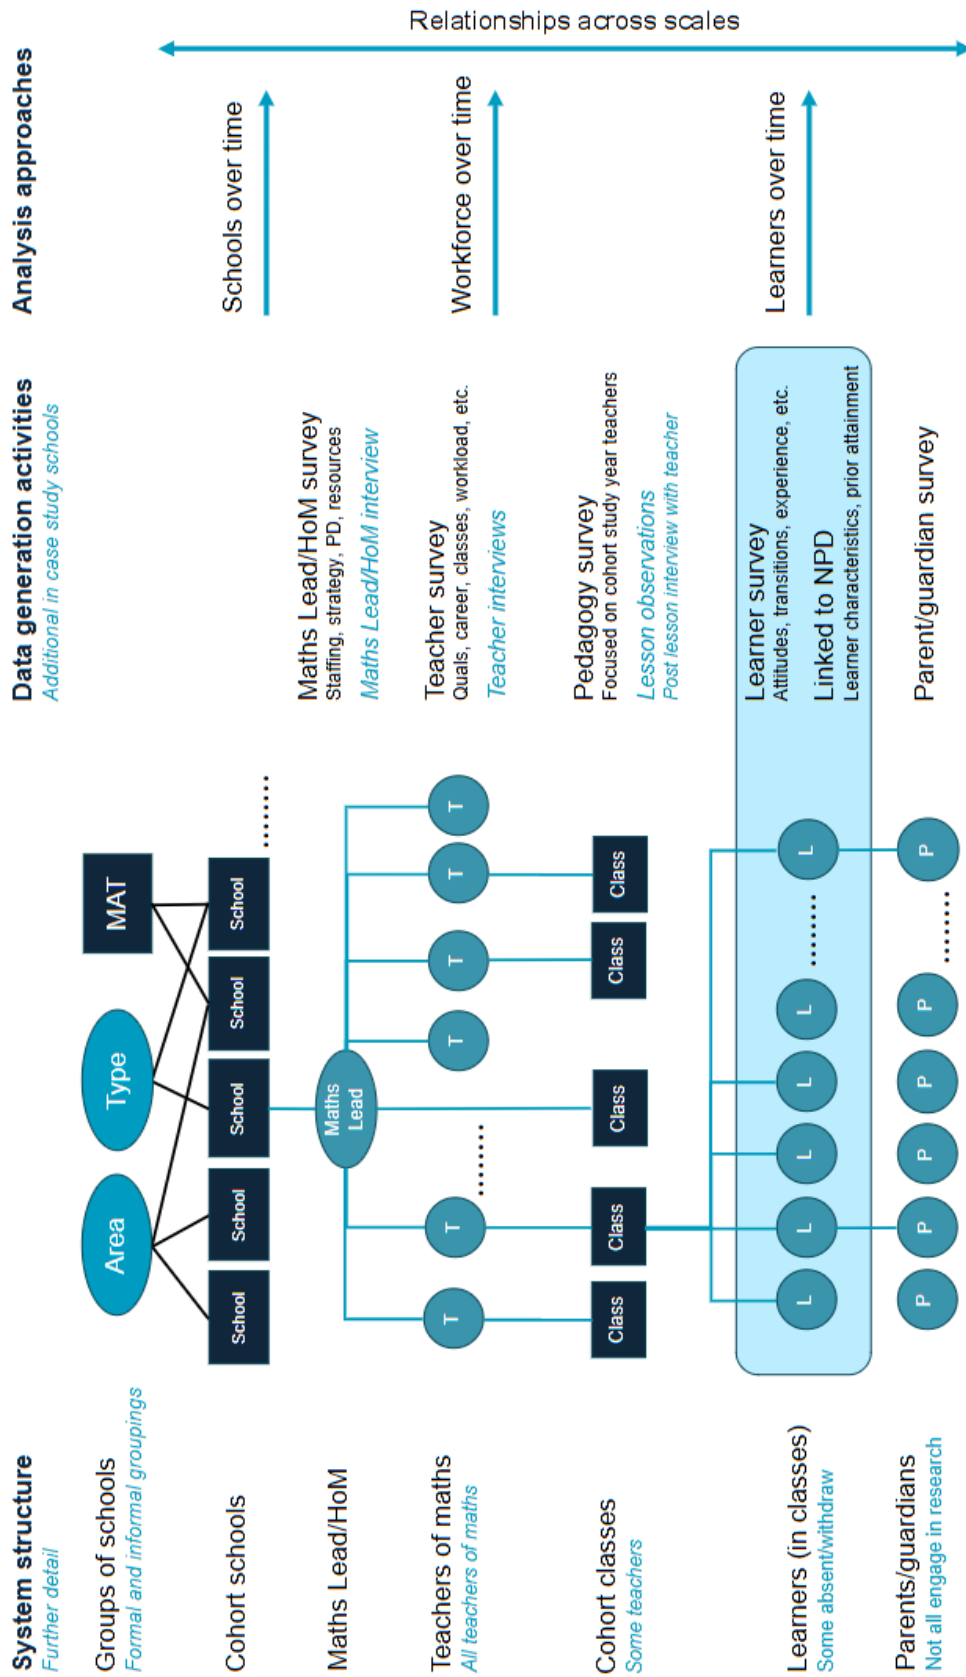 System structure
Further detail
Data generation activities
Additional in case study schools
Analysis approaches
Groups of schools
Formal and informal groupings
Area
Type
MAT
Relationships across scales
Cohort schools
School
School
School
School
School
........
Schools over time
Maths Lead/HoM
Maths
Lead
Maths Lead/HoM survey
Staffing, strategy, PD, resources
Maths Lead/HoM interview
Teachers of maths
All teachers of maths
T
T
........
T
T
T
T
Teacher survey
Quals, career, classes, workload, etc.
Teacher interviews
Workforce over time
Cohort classes
Some teachers
Class
Class
Class
Class
Class
Pedagogy survey
Focused on cohort study year teachers
Lesson observations
Post lesson interview with teacher
Learners (in classes)
Some absent/withdraw
L
L
L
L
L
........
L
Learner survey
Attitudes, transitions, experience, etc.
Linked to NPD
Learner characteristics, prior attainment
Learners over time
Parents/guardians
Not all engage in research
P
P
P
P
P
........
P
Parent/guardian survey